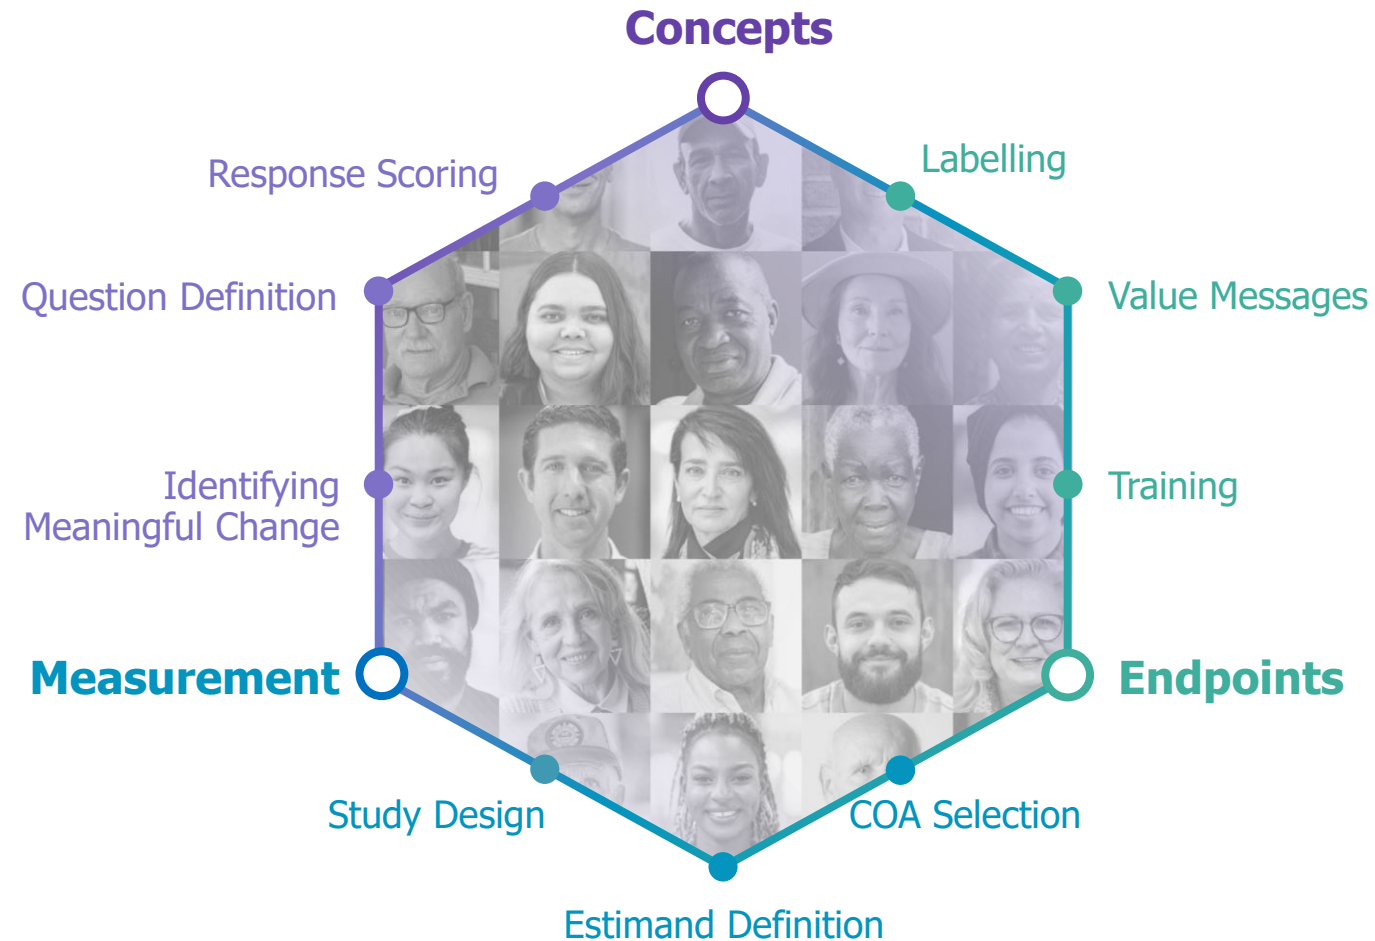 Concepts
Response Scoring
Labelling
Question Definition
Value Messages
Identifying
Meaningful Change
Training
Measurement
Endpoints
Study Design
COA Selection
Estimand Definition